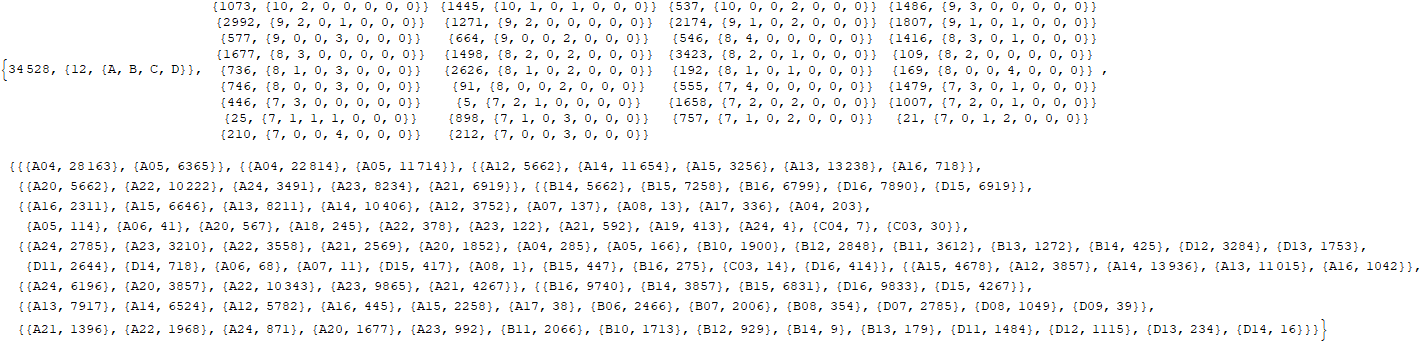 {1073, {10, 2, 0, 0, 0, 0, 0}} {1445, {10, 1, 0, 1, 0, 0, 0}} {537, {10, 0, 0, 2, 0, 0, 0}} {1486, {9, 3, 0, 0, 0, 0, 0}}
{2992, {9, 2, 0, 1, 0, 0, 0}} {1271, {9, 2, 0, 0, 0, 0, 0}} {2174, {9, 1, 0, 2, 0, 0, 0}} {1807, {9, 1, 0, 1, 0, 0, 0}}
{577, {9, 0, 0, 3, 0, 0, 0}} {664, {9, 0, 0, 2, 0, 0, 0}} {546, {8, 4, 0, 0, 0, 0, 0}} {1416, {8, 3, 0, 1, 0, 0, 0}}
{1677, {8, 3, 0, 0, 0, 0, 0}} {1498, {8, 2, 0, 2, 0, 0, 0}} {3423, {8, 2, 0, 1, 0, 0, 0}} {109, {8, 2, 0, 0, 0, 0, 0}}
{34 528, {12, {A, B, C, D}}, {736, {8, 1, 0, 3, 0, 0, 0}} {2626, {8, 1, 0, 2, 0, 0, 0}} {192, {8, 1, 0, 1, 0, 0, 0}} {169, {8, 0, 0, 4, 0, 0, 0}} ,
{746, {8, 0, 0, 3, 0, 0, 0}} {91, {8, 0, 0, 2, 0, 0, 0}} {555, {7, 4, 0, 0, 0, 0, 0}} {1479, {7, 3, 0, 1, 0, 0, 0}}
{446, {7, 3, 0, 0, 0, 0, 0}} {5, {7, 2, 1, 0, 0, 0, 0}} {1658, {7, 2, 0, 2, 0, 0, 0}} {1007, {7, 2, 0, 1, 0, 0, 0}}
{25, {7, 1, 1, 1, 0, 0, 0}} {898, {7, 1, 0, 3, 0, 0, 0}} {757, {7, 1, 0, 2, 0, 0, 0}} {21, {7, 0, 1, 2, 0, 0, 0}}
{210, {7, 0, 0, 4, 0, 0, 0}} {212, {7, 0, 0, 3, 0, 0, 0}}
{{{A04, 28 163}, {A05, 6365}}, {{A04, 22 814}, {A05, 11 714}}, {{A12, 5662}, {A14, 11 654}, {A15, 3256}, {A13, 13 238}, {A16, 718}},
{{A20, 5662}, {A22, 10 222}, {A24, 3491}, {A23, 8234}, {A21, 6919}}, {{B14, 5662}, {B15, 7258}, {B16, 6799}, {D16, 7890}, {D15, 6919}},
{{A16, 2311}, {A15, 6646}, {A13, 8211}, {A14, 10 406}, {A12, 3752}, {A07, 137}, {A08, 13}, {A17, 336}, {A04, 203},
{A05, 114}, {A06, 41}, {A20, 567}, {A18, 245}, {A22, 378}, {A23, 122}, {A21, 592}, {A19, 413}, {A24, 4}, {C04, 7}, {C03, 30}},
{{A24, 2785}, {A23, 3210}, {A22, 3558}, {A21, 2569}, {A20, 1852}, {A04, 285}, {A05, 166}, {B10, 1900}, {B12, 2848}, {B11, 3612}, {B13, 1272}, {B14, 425}, {D12, 3284}, {D13, 1753},
{D11, 2644}, {D14, 718}, {A06, 68}, {A07, 11}, {D15, 417}, {A08, 1}, {B15, 447}, {B16, 275}, {C03, 14}, {D16, 414}}, {{A15, 4678}, {A12, 3857}, {A14, 13 936}, {A13, 11 015}, {A16, 1042}},
{{A24, 6196}, {A20, 3857}, {A22, 10 343}, {A23, 9865}, {A21, 4267}}, {{B16, 9740}, {B14, 3857}, {B15, 6831}, {D16, 9833}, {D15, 4267}},
{{A13, 7917}, {A14, 6524}, {A12, 5782}, {A16, 445}, {A15, 2258}, {A17, 38}, {B06, 2466}, {B07, 2006}, {B08, 354}, {D07, 2785}, {D08, 1049}, {D09, 39}},
{{A21, 1396}, {A22, 1968}, {A24, 871}, {A20, 1677}, {A23, 992}, {B11, 2066}, {B10, 1713}, {B12, 929}, {B14, 9}, {B13, 179}, {D11, 1484}, {D12, 1115}, {D13, 234}, {D14, 16}}}}